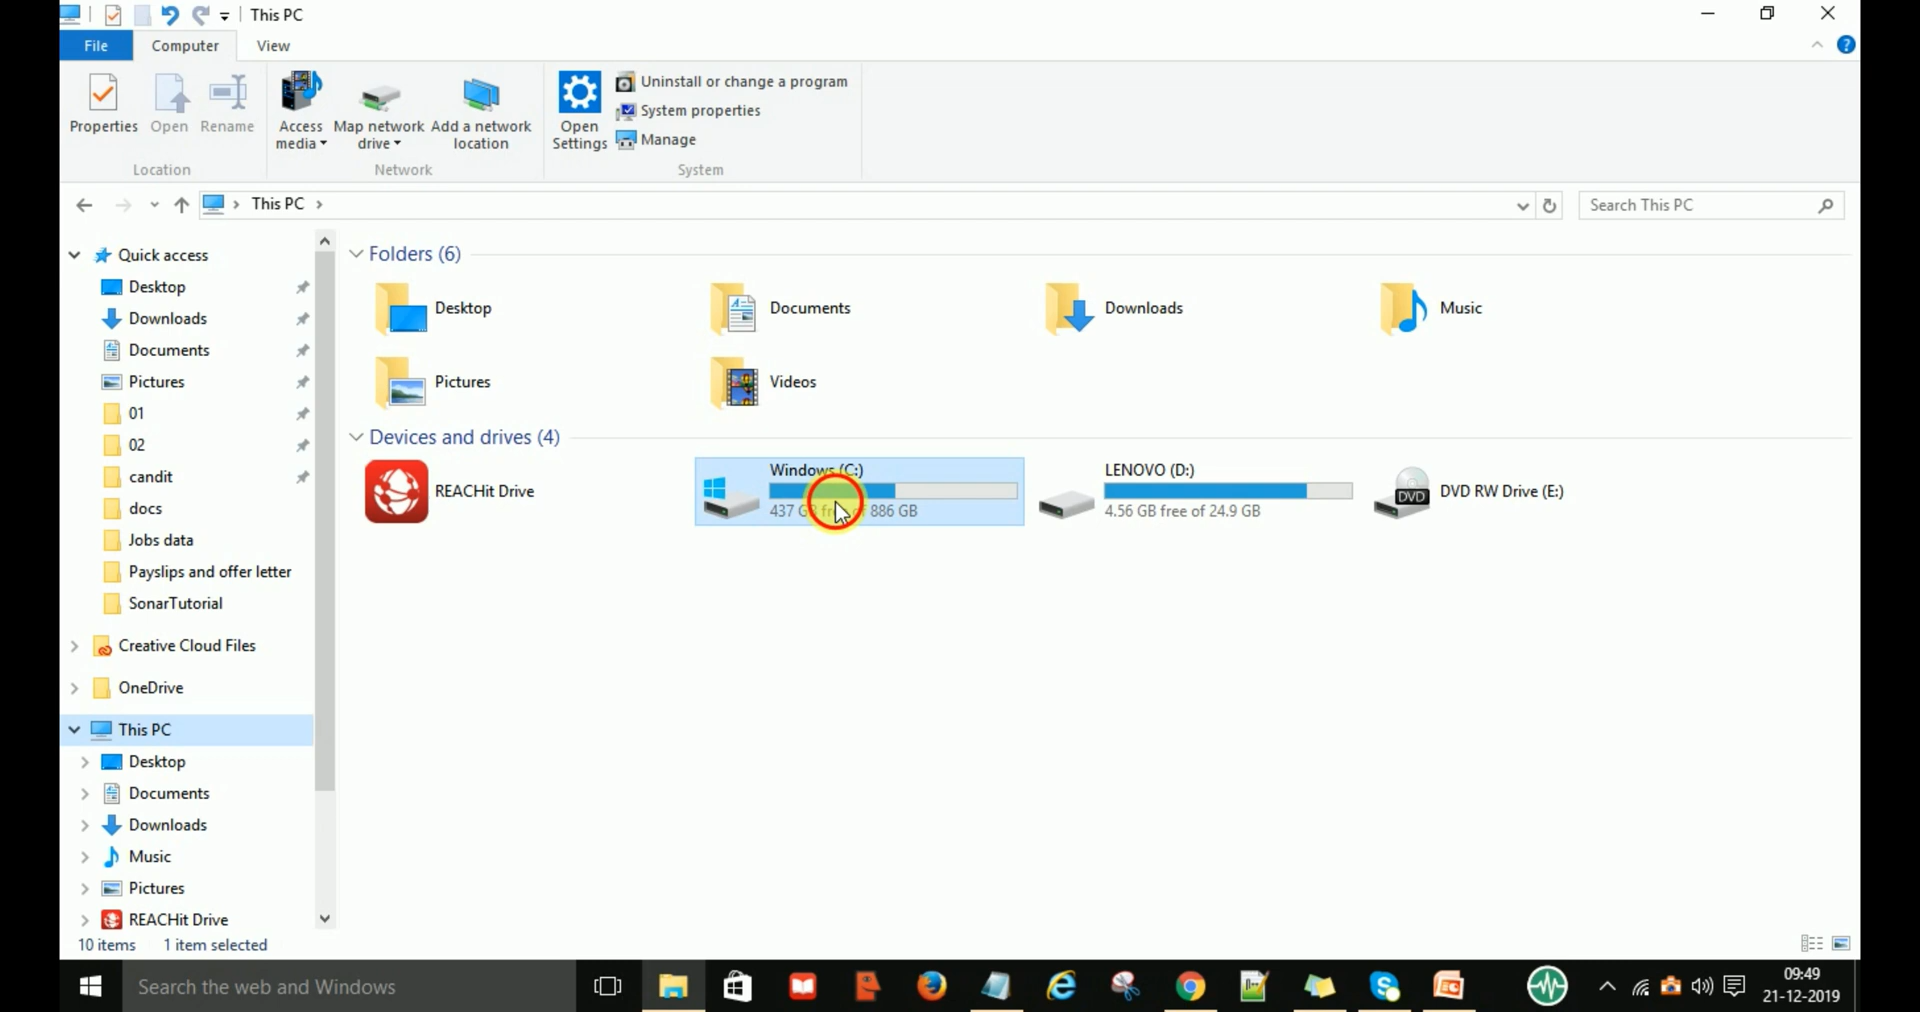 This PC
File
Computer
View
Properties
Open
Rename
Access media
Map network drive
Add a network location
Open Settings
Uninstall or change a program
System properties
Manage
Location
Network
System
This PC
Search This PC
Quick access
Desktop
Downloads
Documents
Pictures
01
02
candit
docs
Jobs data
Payslips and offer letter
SonarTutorial
Creative Cloud Files
OneDrive
This PC
Desktop
Documents
Downloads
Music
Pictures
REACHit Drive
Folders (6)
Desktop
Documents
Downloads
Music
Pictures
Videos
Devices and drives (4)
REACHit Drive
Windows (C:)
437 GB free of 886 GB
LENOVO (D:)
4.56 GB free of 24.9 GB
DVD
DVD RW Drive (E:)
10 items
1 item selected
Search the web and Windows
09:49
21-12-2019